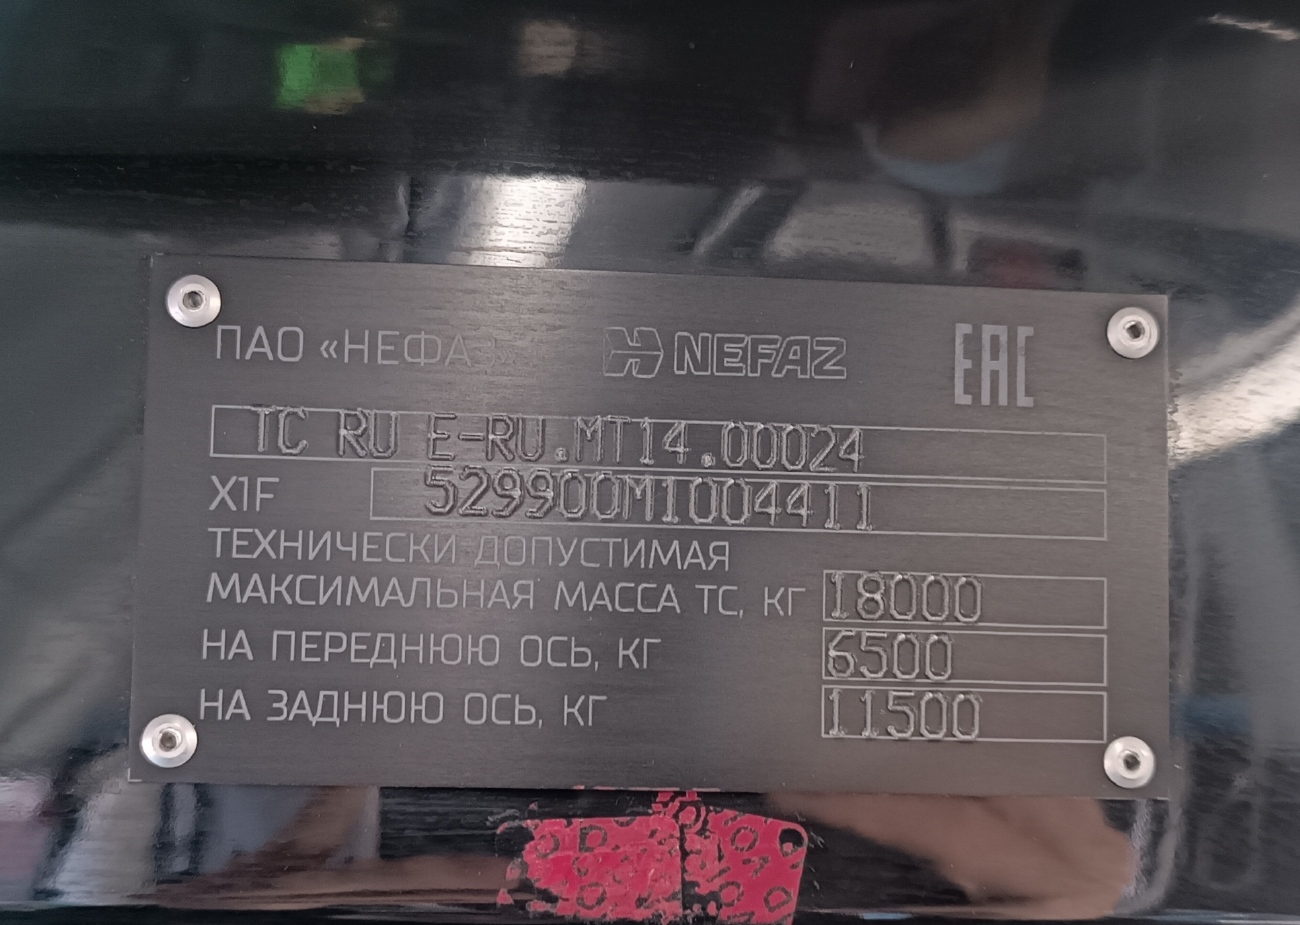 ПАО «НЕФАЗ» NEFAZ EAC
ТС RU E-RU.MT14.00024
X1F 529900M1004411
ТЕХНИЧЕСКИ ДОПУСТИМАЯ
МАКСИМАЛЬНАЯ МАССА ТС, КГ 18000
НА ПЕРЕДНЮЮ ОСЬ, КГ 6500
НА ЗАДНЮЮ ОСЬ, КГ 11500